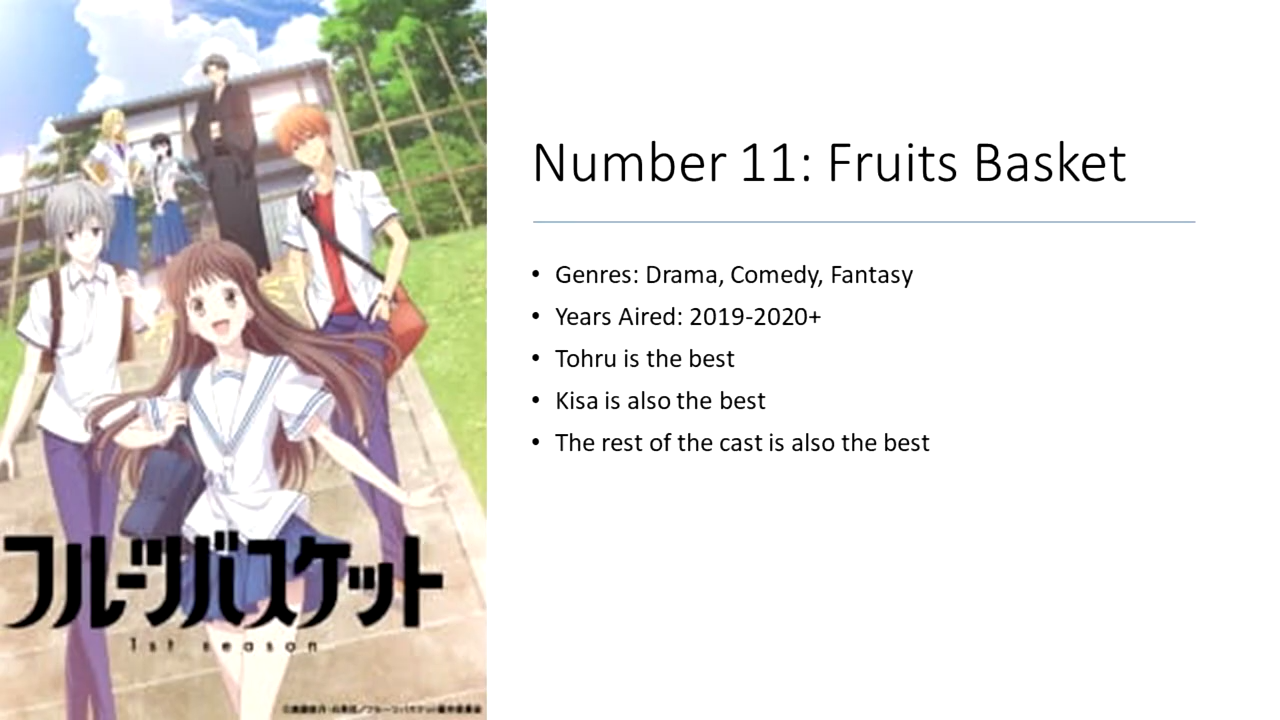 Number 11: Fruits Basket
• Genres: Drama, Comedy, Fantasy
• Years Aired: 2019-2020+
• Tohru is the best
• Kisa is also the best
• The rest of the cast is also the best
フルーツバスケット
1st season